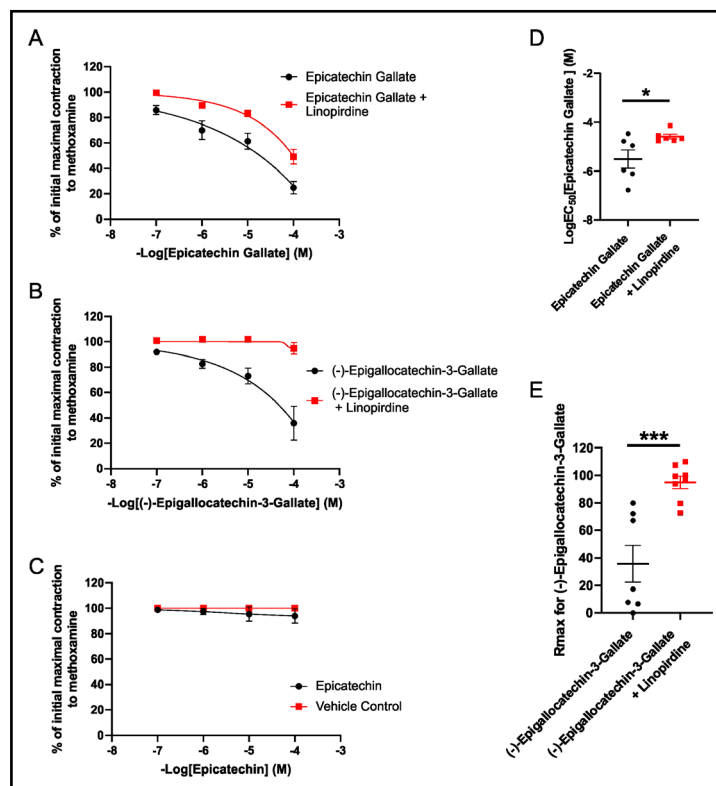 A
% of initial maximal contraction
to methoxamine
120
100
80
60
40
20
0
-8
-7
-6
-5
-4
-3
-Log[Epicatechin Gallate] (M)
Epicatechin Gallate
Epicatechin Gallate +
Linopirdine
B
% of initial maximal contraction
to methoxamine
120
100
80
60
40
20
0
-8
-7
-6
-5
-4
-3
-Log[(-)-Epigallocatechin-3-Gallate] (M)
(-)-Epigallocatechin-3-Gallate
(-)-Epigallocatechin-3-Gallate
+ Linopirdine
C
% of initial maximal contraction
to methoxamine
120
100
80
60
40
20
0
-8
-7
-6
-5
-4
-3
-Log[Epicatechin] (M)
Epicatechin
Vehicle Control
D
LogEC50[Epicatechin Gallate ] (M)
-2
-4
-6
-8
*
Epicatechin Gallate
Epicatechin Gallate
+ Linopirdine
E
Rmax for (-)-Epigallocatechin-3-Gallate
120
100
80
60
40
20
0
***
(-)-Epigallocatechin-3-Gallate
(-)-Epigallocatechin-3-Gallate
+ Linopirdine